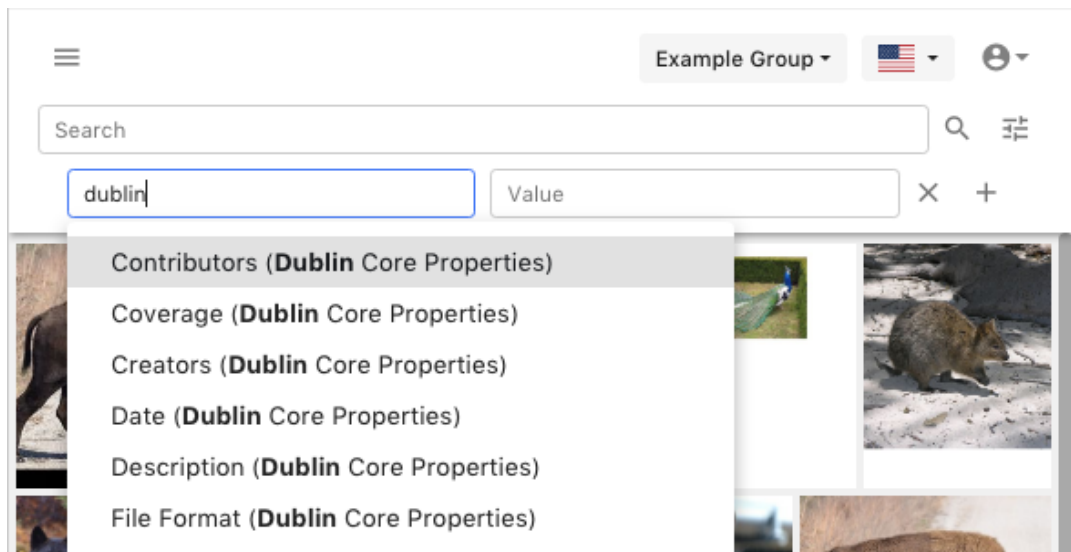 Example Group
Search
dublin Value
Contributors (Dublin Core Properties)
Coverage (Dublin Core Properties)
Creators (Dublin Core Properties)
Date (Dublin Core Properties)
Description (Dublin Core Properties)
File Format (Dublin Core Properties)